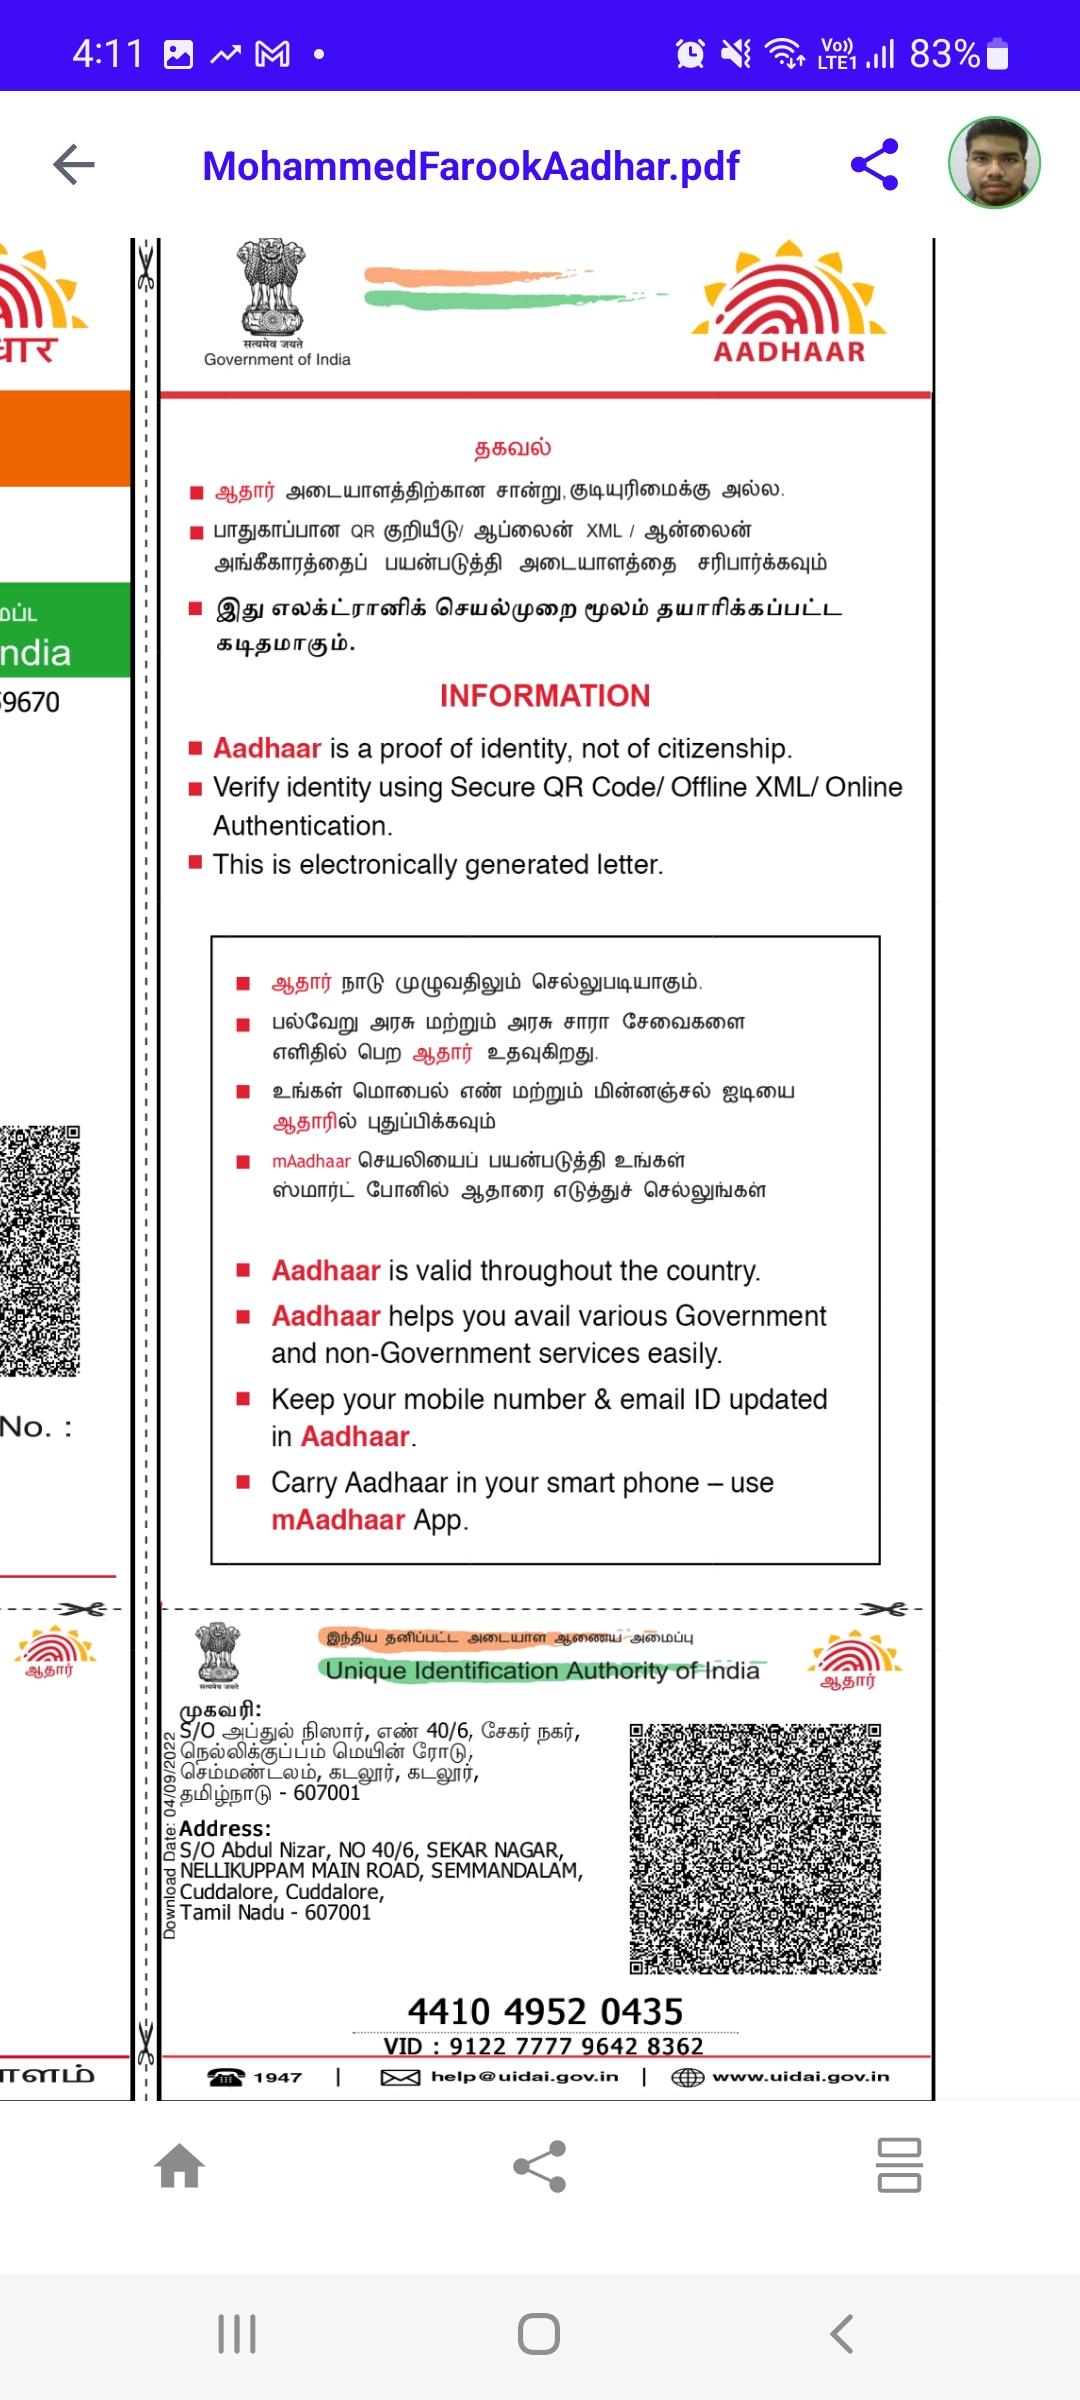 4:11
Vo))
LTE1
83%
MohammedFarookAadhar.pdf
सत्यमेव जयते
Government of India
AADHAAR
தகவல்
ஆதார் அடையாளத்திற்கான சான்று,குடியுரிமைக்கு அல்ல.
பாதுகாப்பான QR குறியீடு/ ஆப்லைன் XML / ஆன்லைன்
அங்கீகாரத்தைப் பயன்படுத்தி அடையாளத்தை சரிபார்க்கவும்
இது எலக்ட்ரானிக் செயல்முறை மூலம் தயாரிக்கப்பட்ட
கடிதமாகும்.
ndia
59670
INFORMATION
Aadhaar is a proof of identity, not of citizenship.
Verify identity using Secure QR Code/ Offline XML/ Online
Authentication.
This is electronically generated letter.
ஆதார் நாடு முழுவதிலும் செல்லுபடியாகும்.
பல்வேறு அரசு மற்றும் அரசு சாரா சேவைகளை
எளிதில் பெற ஆதார் உதவுகிறது.
உங்கள் மொபைல் எண் மற்றும் மின்னஞ்சல் ஐடியை
ஆதாரில் புதுப்பிக்கவும்
mAadhaar செயலியைப் பயன்படுத்தி உங்கள்
ஸ்மார்ட் போனில் ஆதாரை எடுத்துச் செல்லுங்கள்
Aadhaar is valid throughout the country.
Aadhaar helps you avail various Government
and non-Government services easily.
Keep your mobile number & email ID updated
in Aadhaar.
No. :
Carry Aadhaar in your smart phone – use
mAadhaar App.
ஆதார்
सत्यमेव जयते
இந்திய தனிப்பட்ட அடையாள ஆணைய அமைப்பு
Unique Identification Authority of India
ஆதார்
முகவரி:
S/O அப்துல் நிஸார், எண் 40/6, சேகர் நகர்,
நெல்லிக்குப்பம் மெயின் ரோடு,
செம்மண்டலம், கடலூர், கடலூர்,
தமிழ்நாடு - 607001
Download Date: 04/09/2022
Address:
S/O Abdul Nizar, NO 40/6, SEKAR NAGAR,
NELLIKUPPAM MAIN ROAD, SEMMANDALAM,
Cuddalore, Cuddalore,
Tamil Nadu - 607001
4410 4952 0435
VID : 9122 7777 9642 8362
1947 | help@uidai.gov.in | www.uidai.gov.in